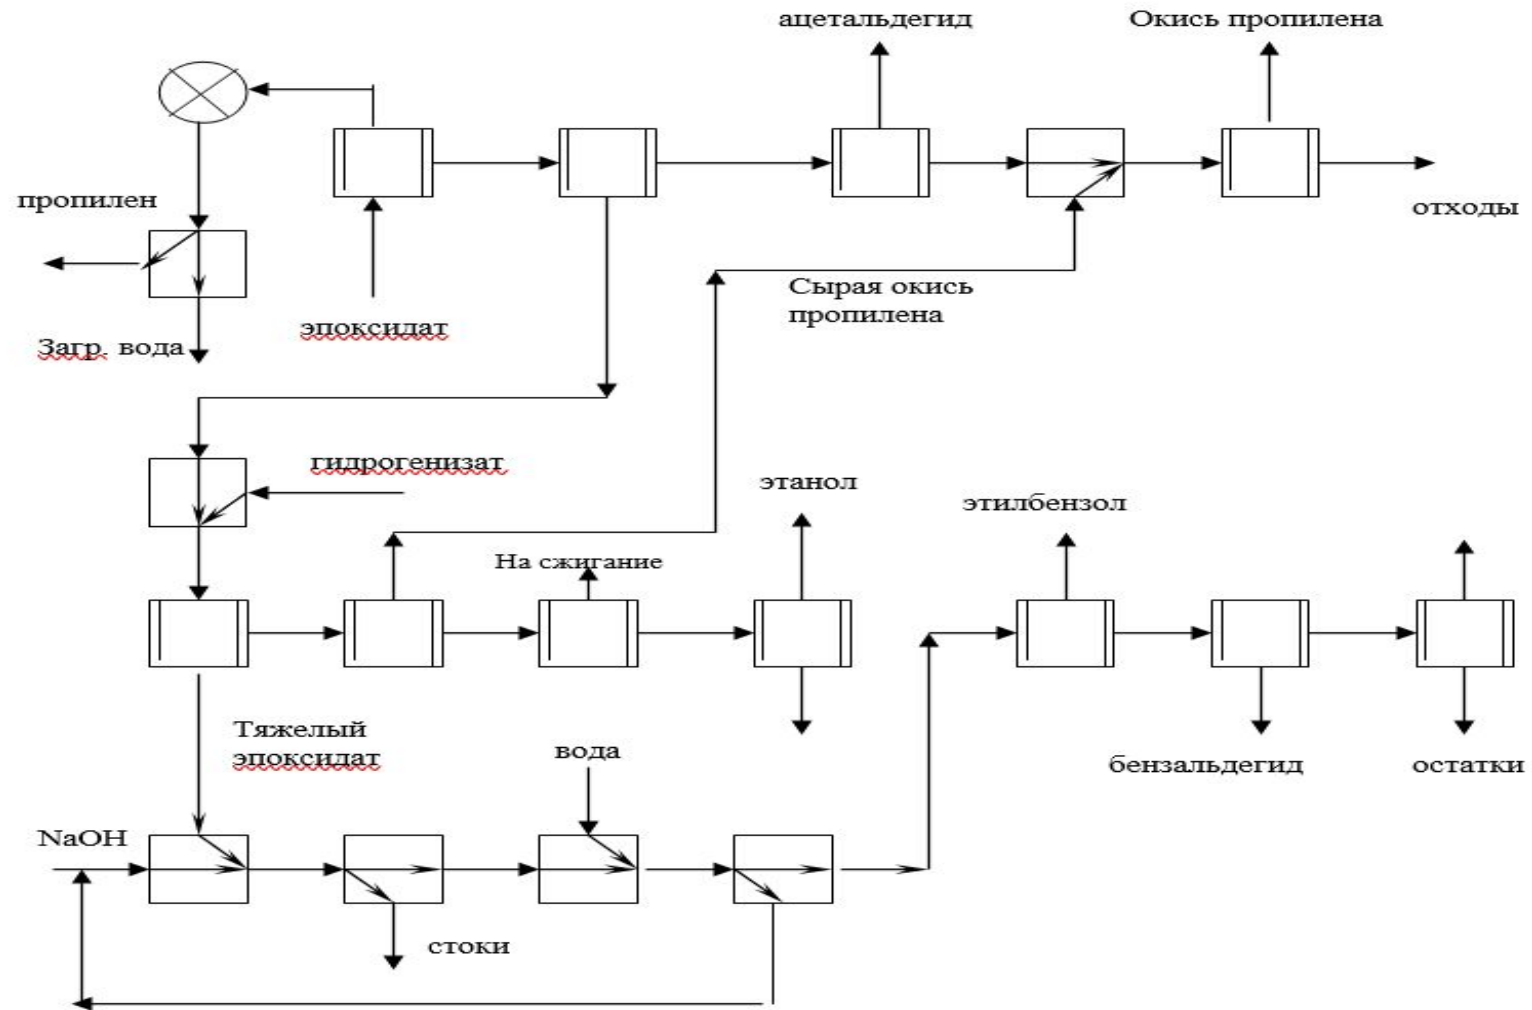 ацетальдегид
Окись пропилена
пропилен
отходы
Сырая окись
пропилена
эпоксидат
Загр. вода
гидрогенизат
этанол
этилбензол
На сжигание
Тяжелый
эпоксидат
вода
бензальдегид
остатки
NaOH
стоки